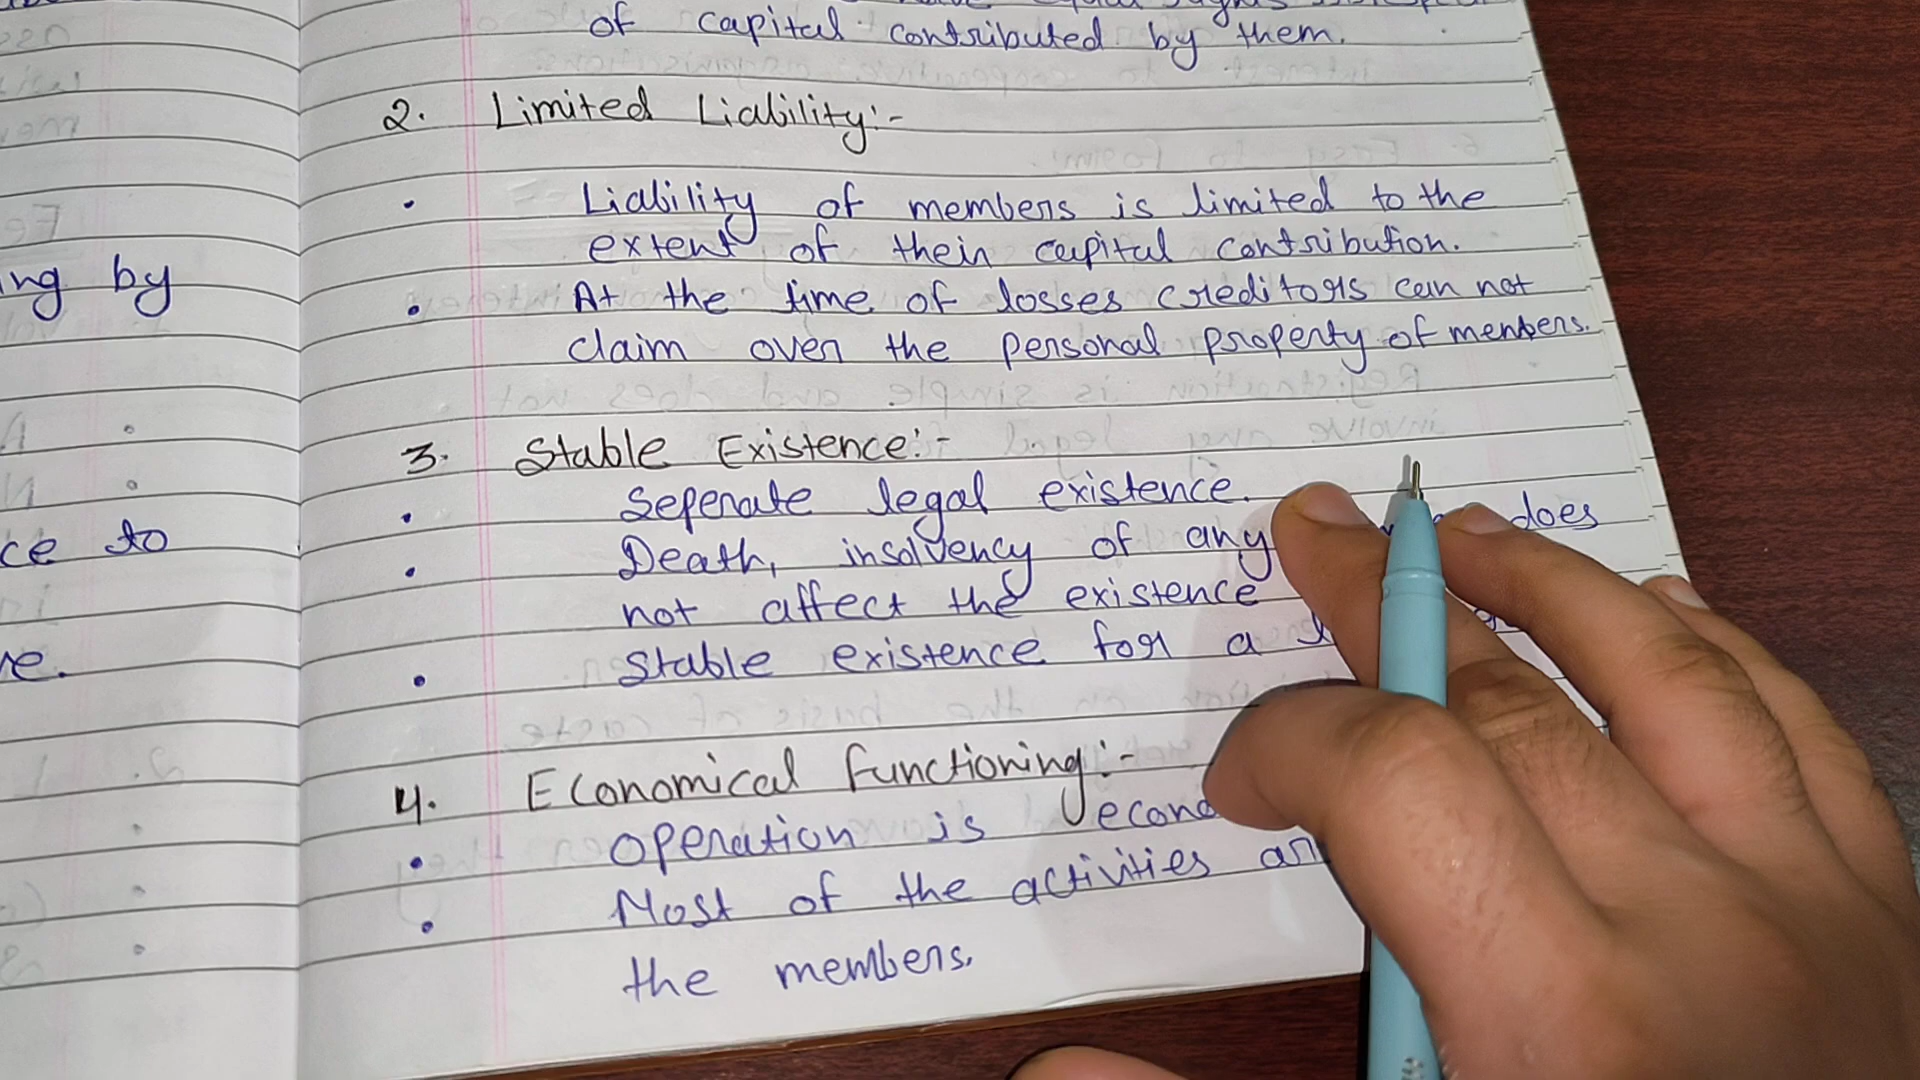 of capital contributed by them.
2. Limited Liability:-
• Liability of members is limited to the
extent of their capital contribution.
• At the time of losses creditors can not
claim over the personal property of members.
3. Stable Existence:-
• Seperate legal existence.
• Death, insolvency of any does
not affect the existence
• Stable existence for a
4. Economical functioning:-
• operation is
• Most of the activities
the members.
ing by
ce to